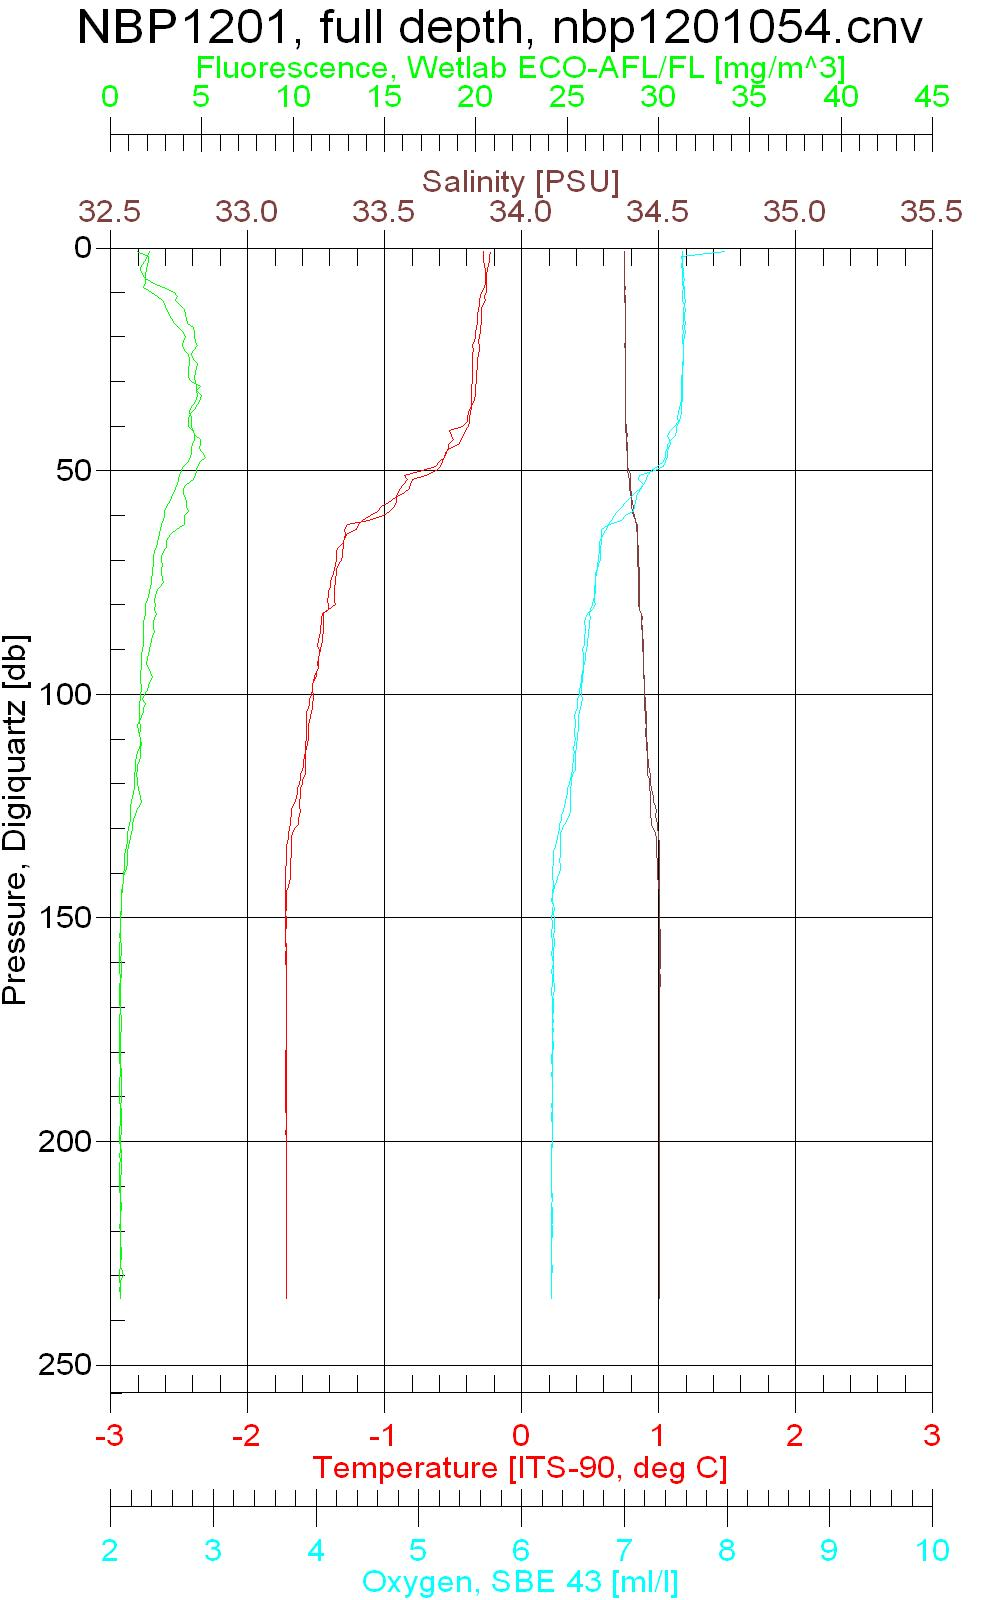 NBP1201, full depth, nbp1201054.cnv
Fluorescence, Wetlab ECO-AFL/FL [mg/m^3]
0 5 10 15 20 25 30 35 40 45
Salinity [PSU]
32.5 33.0 33.5 34.0 34.5 35.0 35.5
0
50
100
150
200
250
Pressure, Digiquartz [db]
-3 -2 -1 0 1 2 3
Temperature [ITS-90, deg C]
2 3 4 5 6 7 8 9 10
Oxygen, SBE 43 [ml/l]